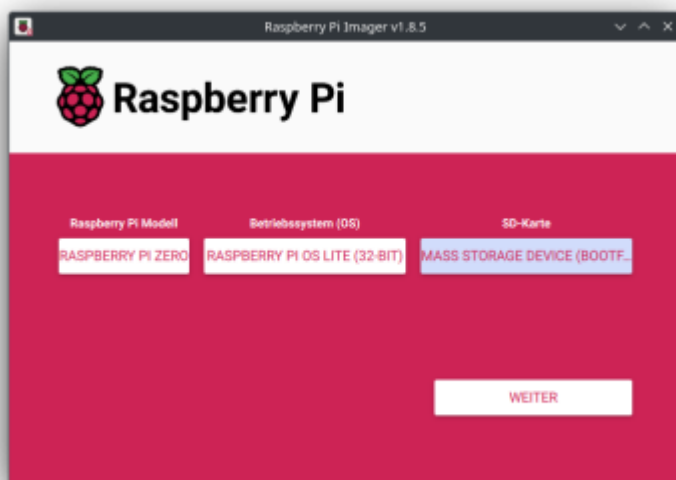 Raspberry Pi Imager v1.8.5
Raspberry Pi
Raspberry Pi Modell
Betriebssystem (OS)
SD-Karte
RASPBERRY PI ZERO
RASPBERRY PI OS LITE (32-BIT)
MASS STORAGE DEVICE (BOOTF...
WEITER